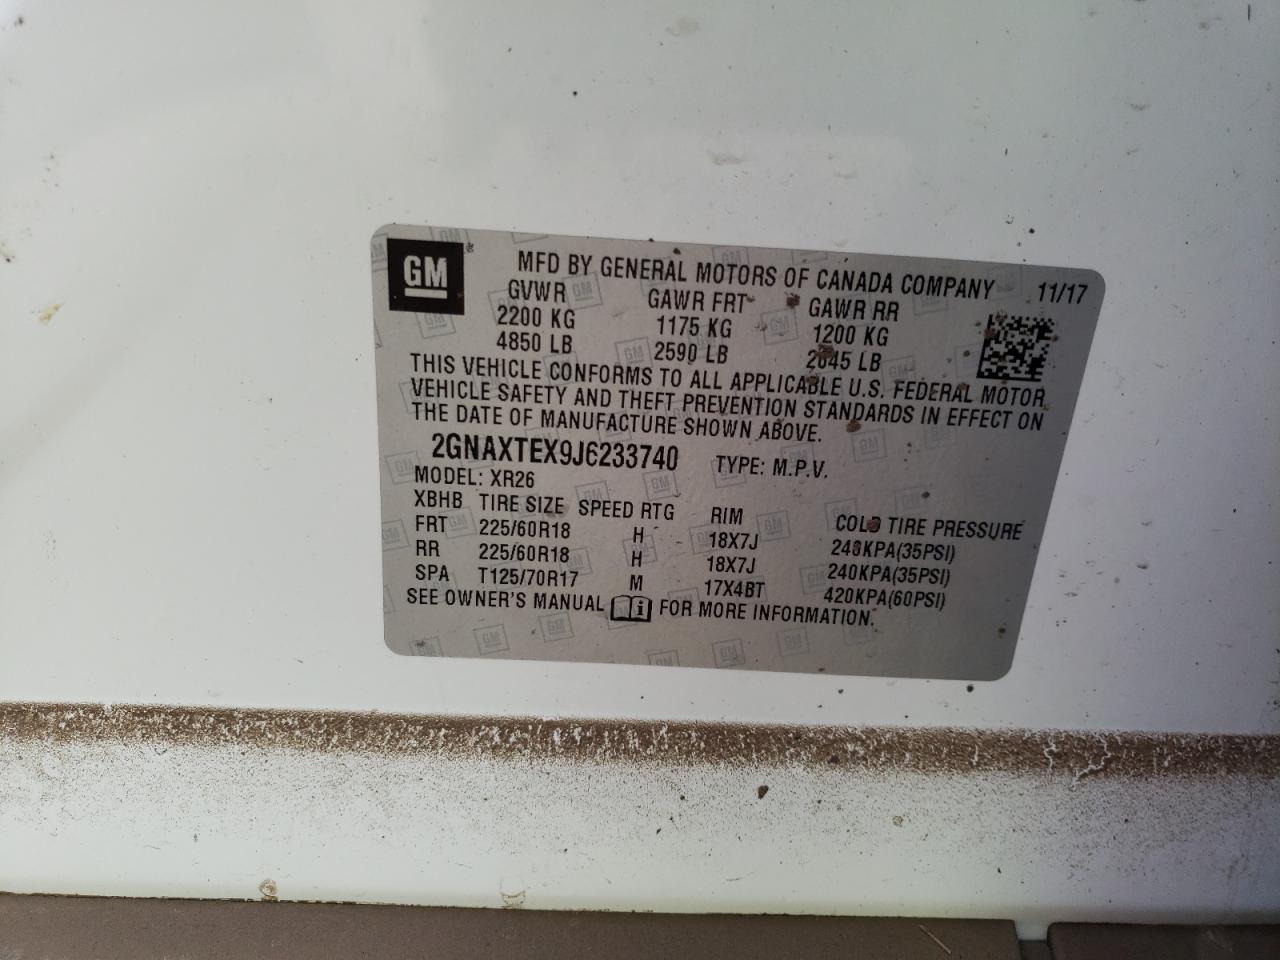 GM
MFD BY GENERAL MOTORS OF CANADA COMPANY 11/17
GVWR GAWR FRT GAWR RR
2200 KG 1175 KG 1200 KG
4850 LB 2590 LB 2645 LB
THIS VEHICLE CONFORMS TO ALL APPLICABLE U.S. FEDERAL MOTOR
VEHICLE SAFETY AND THEFT PREVENTION STANDARDS IN EFFECT ON
THE DATE OF MANUFACTURE SHOWN ABOVE.
2GNAXTEX9J6233740 TYPE: M.P.V.
MODEL: XR26
XBHB TIRE SIZE SPEED RTG RIM COLD TIRE PRESSURE
FRT 225/60R18 H 18X7J 240KPA(35PSI)
RR 225/60R18 H 18X7J 240KPA(35PSI)
SPA T125/70R17 M 17X4BT 420KPA(60PSI)
SEE OWNER'S MANUAL i FOR MORE INFORMATION.